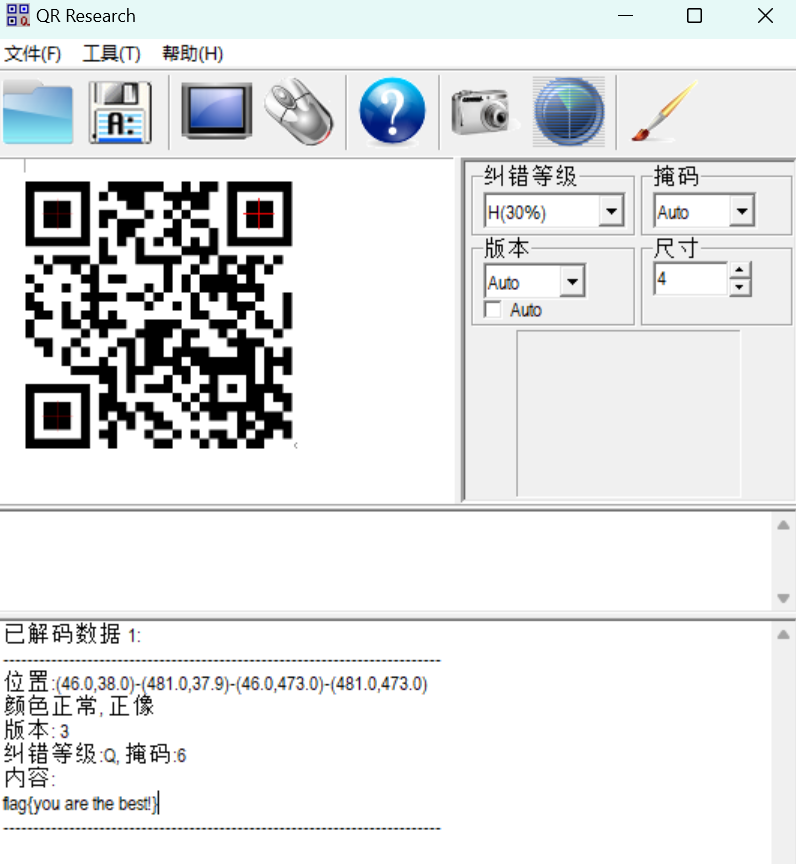 QR Research
文件(F) 工具(T) 帮助(H)
A:
纠错等级
掩码
H(30%)
Auto
版本
尺寸
Auto
4
Auto
已解码数据 1:
---------------------------------------------------------------------------
位置:(46.0,38.0)-(481.0,37.9)-(46.0,473.0)-(481.0,473.0)
颜色正常, 正像
版本: 3
纠错等级:Q, 掩码:6
内容:
flag{you are the best!}
---------------------------------------------------------------------------